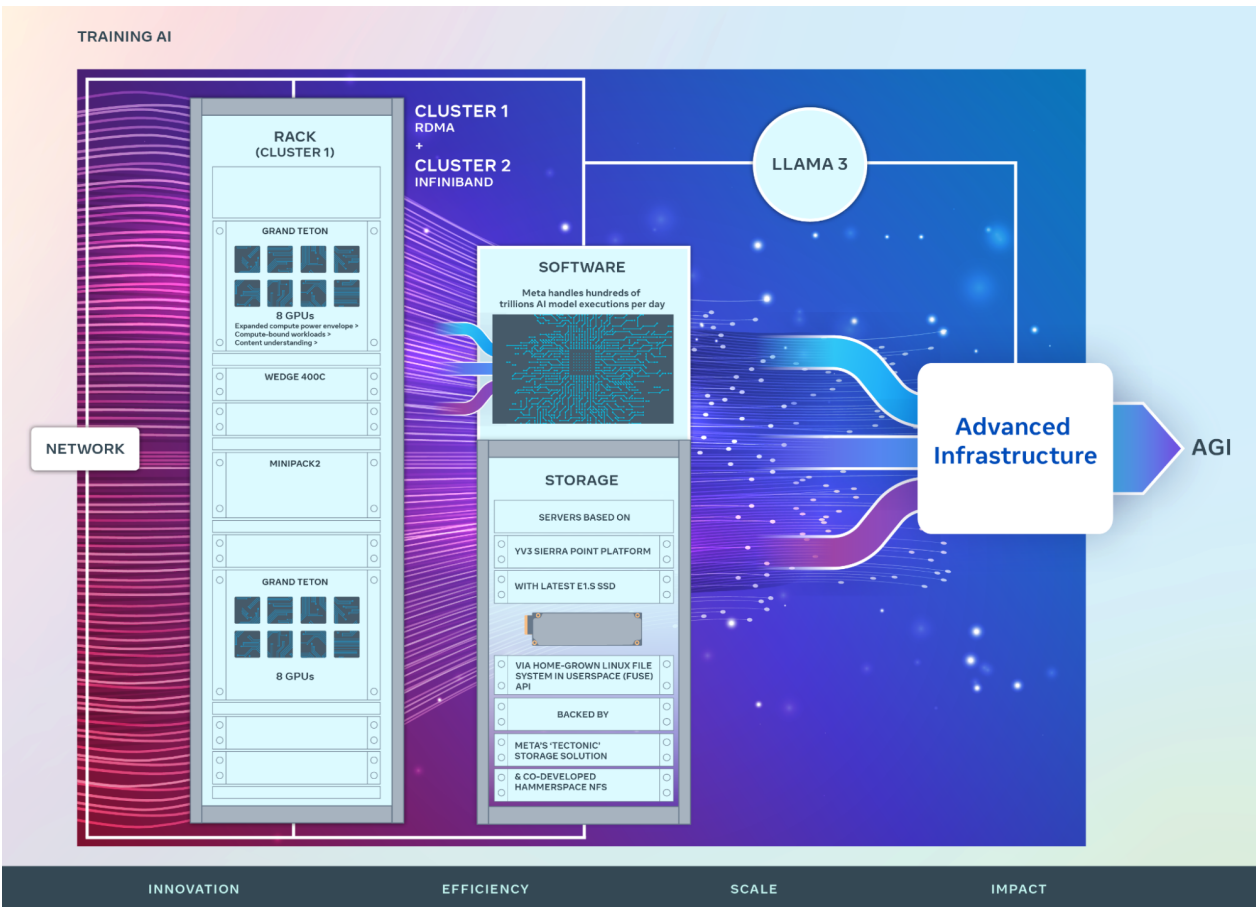 TRAINING AI
NETWORK
RACK
(CLUSTER 1)
GRAND TETON
8 GPUs
Expanded compute power envelope >
Compute-bound workloads >
Content understanding >
WEDGE 400C
MINIPACK2
GRAND TETON
8 GPUs
CLUSTER 1
RDMA
+
CLUSTER 2
INFINIBAND
SOFTWARE
Meta handles hundreds of
trillions AI model executions per day
STORAGE
SERVERS BASED ON
YV3 SIERRA POINT PLATFORM
WITH LATEST E1.S SSD
VIA HOME-GROWN LINUX FILE
SYSTEM IN USERSPACE (FUSE)
API
BACKED BY
META'S 'TECTONIC'
STORAGE SOLUTION
& CO-DEVELOPED
HAMMERSPACE NFS
LLAMA 3
Advanced
Infrastructure
AGI
INNOVATION
EFFICIENCY
SCALE
IMPACT